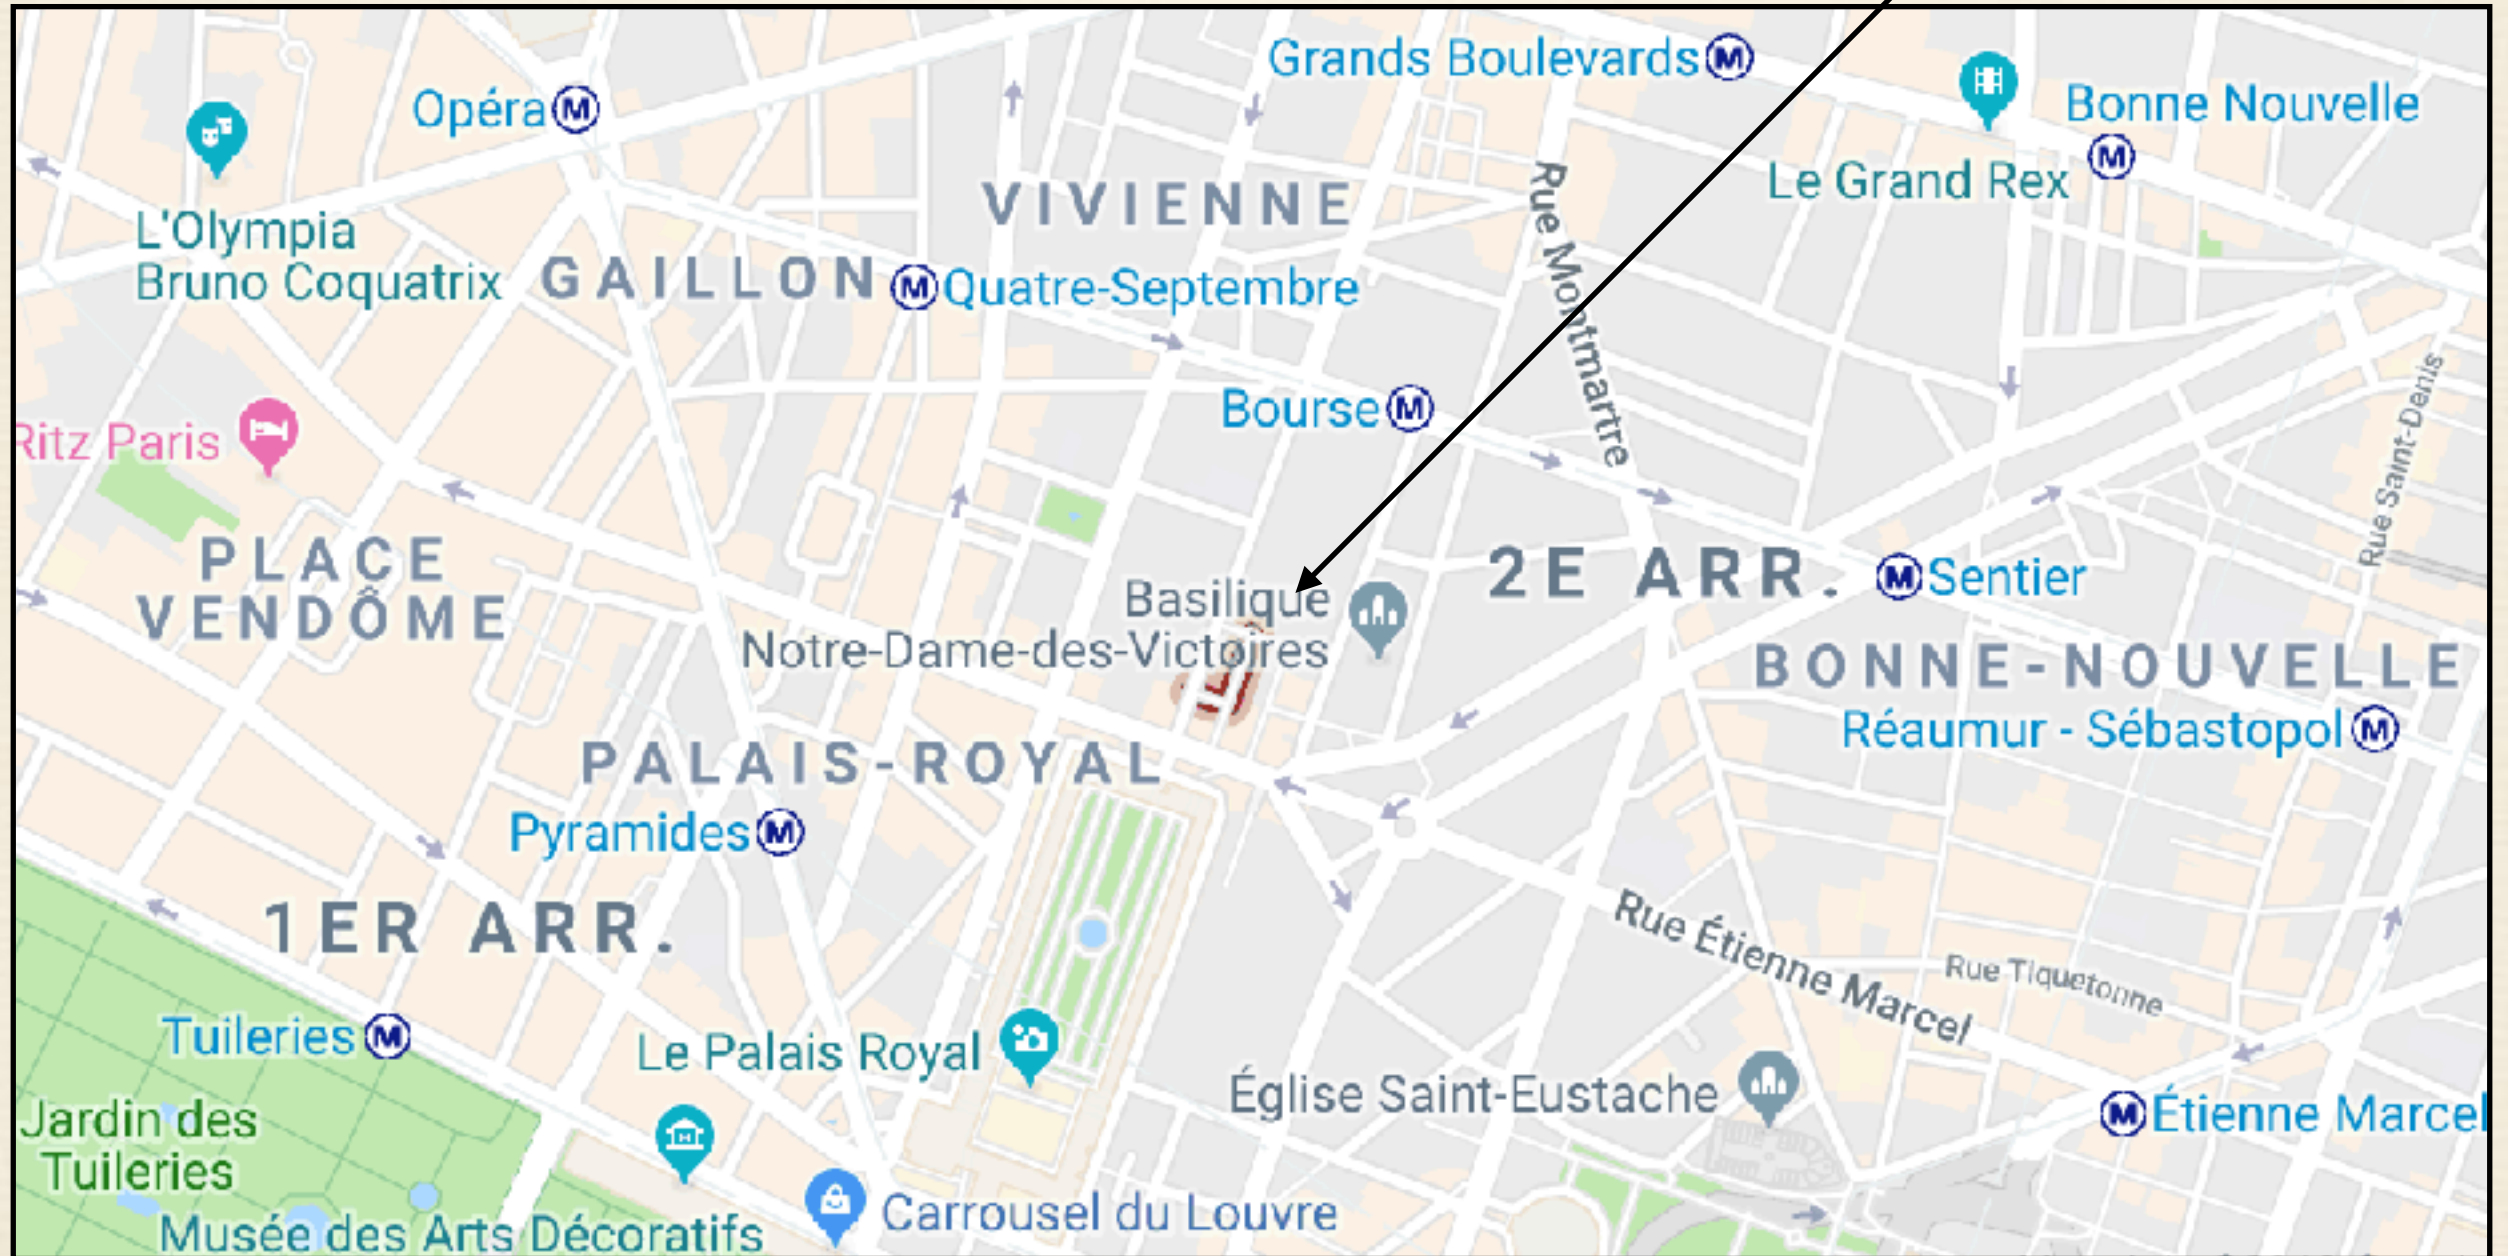 Grands Boulevards
Opéra
Bonne Nouvelle
Le Grand Rex
VIVIENNE
Rue Montmartre
L'Olympia
Bruno Coquatrix
GAILLON
Quatre-Septembre
Bourse
Ritz Paris
Rue Saint-Denis
PLACE
VENDÔME
2E ARR.
Sentier
Basilique
Notre-Dame-des-Victoires
BONNE-NOUVELLE
Réaumur - Sébastopol
PALAIS-ROYAL
Pyramides
1ER ARR.
Rue Étienne Marcel
Rue Tiquetonne
Tuileries
Le Palais Royal
Église Saint-Eustache
Étienne Marcel
Jardin des
Tuileries
Carrousel du Louvre
Musée des Arts Décoratifs